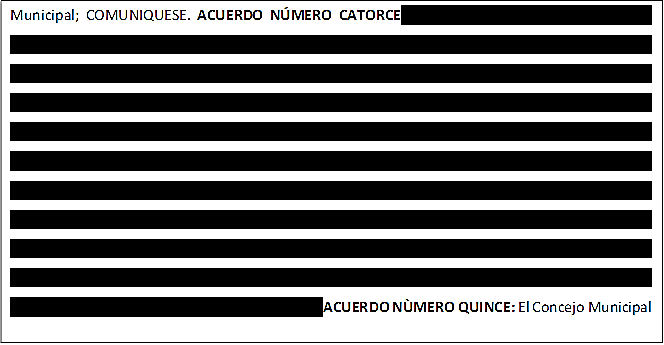 Municipal; COMUNIQUESE. ACUERDO NÚMERO CATORCE
ACUERDO NÙMERO QUINCE: El Concejo Municipal